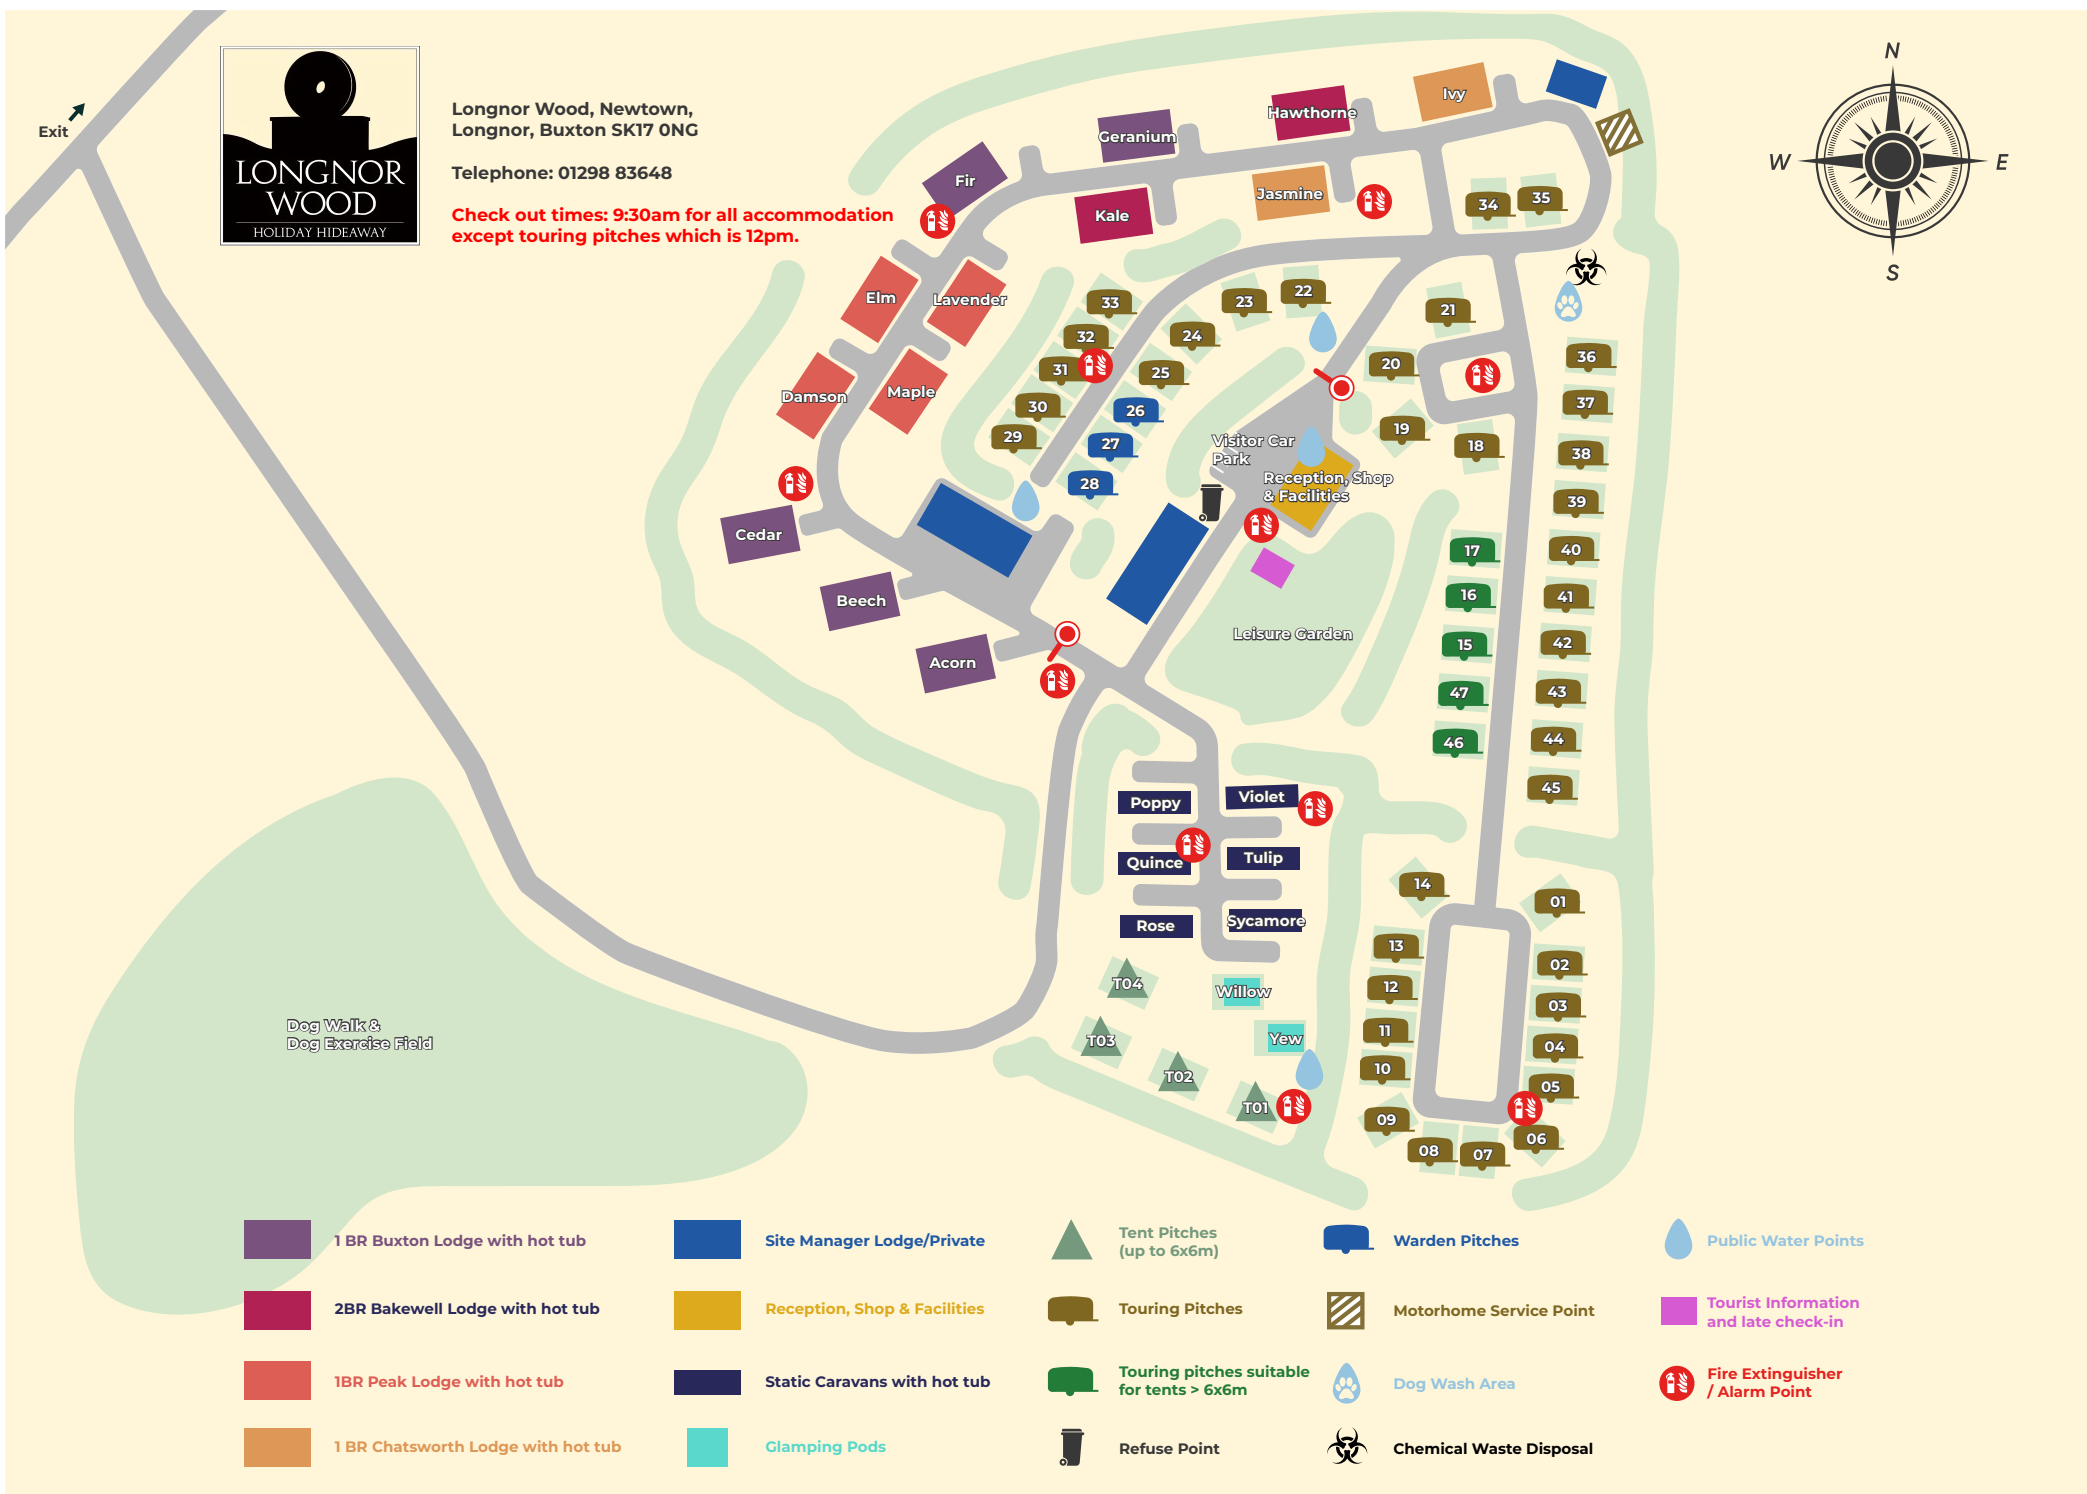 Exit
LONGNOR
WOOD
HOLIDAY HIDEAWAY
Longnor Wood, Newtown,
Longnor, Buxton SK17 0NG
Telephone: 01298 83648
Check out times: 9:30am for all accommodation
except touring pitches which is 12pm.
N
W
E
S
Ivy
Hawthorne
Geranium
Fir
Jasmine
Kale
34
35
Elm
Lavender
33
23
22
21
32
24
31
25
20
36
Damson
Maple
30
26
37
29
27
19
18
38
Visitor Car
Park
Reception, Shop
& Facilities
28
39
Cedar
17
40
Beech
16
41
Leisure Garden
15
42
Acorn
47
43
46
44
45
Poppy
Violet
Quince
Tulip
Rose
Sycamore
14
01
13
02
T04
Willow
12
03
T03
Yew
11
04
T02
10
05
T01
09
06
08
07
Dog Walk &
Dog Exercise Field
1 BR Buxton Lodge with hot tub
2BR Bakewell Lodge with hot tub
1BR Peak Lodge with hot tub
1 BR Chatsworth Lodge with hot tub
Site Manager Lodge/Private
Reception, Shop & Facilities
Static Caravans with hot tub
Glamping Pods
Tent Pitches
(up to 6x6m)
Touring Pitches
Touring pitches suitable
for tents > 6x6m
Refuse Point
Warden Pitches
Motorhome Service Point
Dog Wash Area
Chemical Waste Disposal
Public Water Points
Tourist Information
and late check-in
Fire Extinguisher
/ Alarm Point